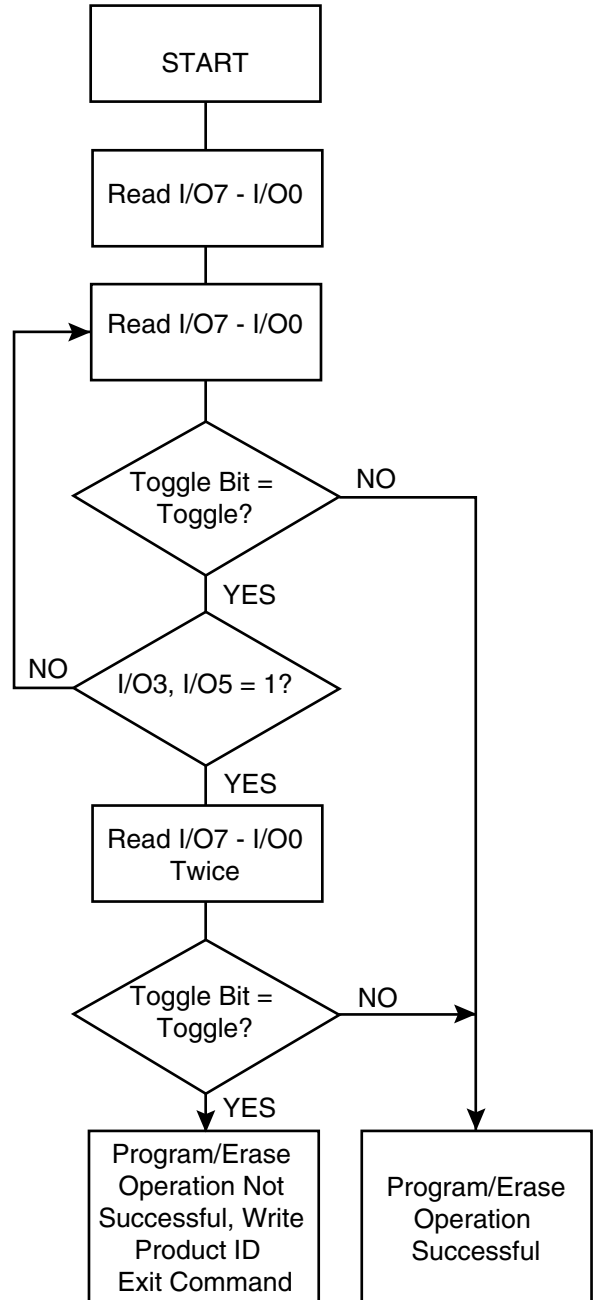 START
Read I/O7 - I/O0
Read I/O7 - I/O0
Toggle Bit =
Toggle?
NO
YES
NO
I/O3, I/O5 = 1?
YES
Read I/O7 - I/O0
Twice
Toggle Bit =
Toggle?
NO
YES
Program/Erase
Operation Not
Successful, Write
Product ID
Exit Command
Program/Erase
Operation
Successful